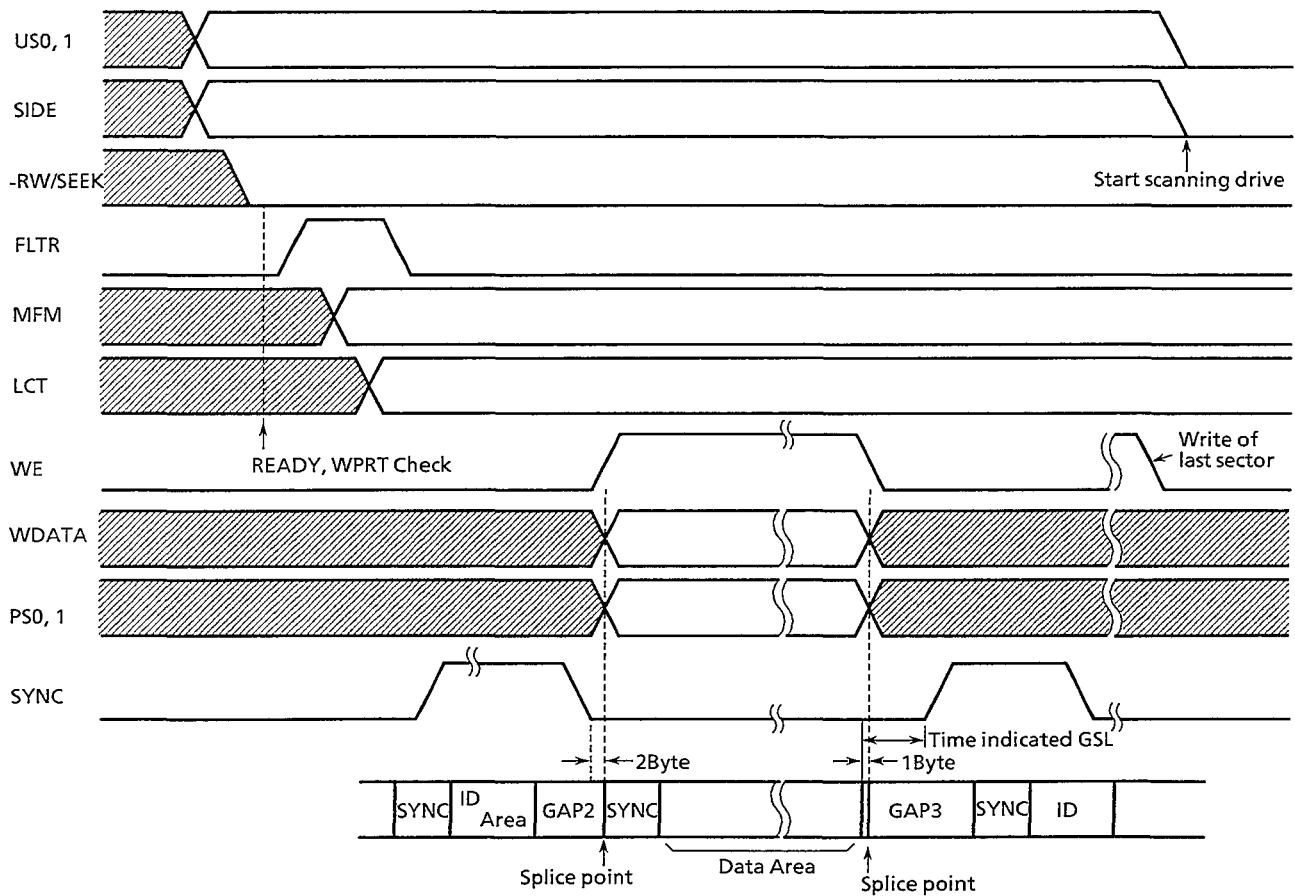 US0, 1
SIDE
Start scanning drive
-RW/SEEK
FLTR
MFM
LCT
READY, WPRT Check
WE
Write of
last sector
WDATA
PS0, 1
SYNC
Time indicated GSL
2Byte
1Byte
SYNC
ID
Area
GAP2
SYNC
GAP3
SYNC
ID
Data Area
Splice point
Splice point